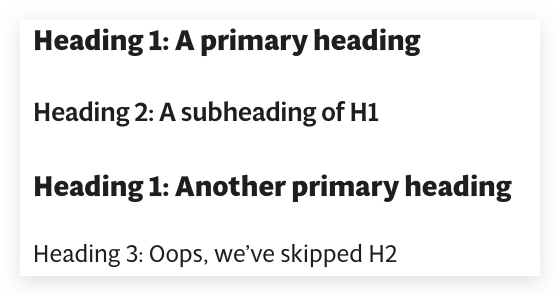 Heading 1: A primary heading
Heading 2: A subheading of H1
Heading 1: Another primary heading
Heading 3: Oops, we’ve skipped H2